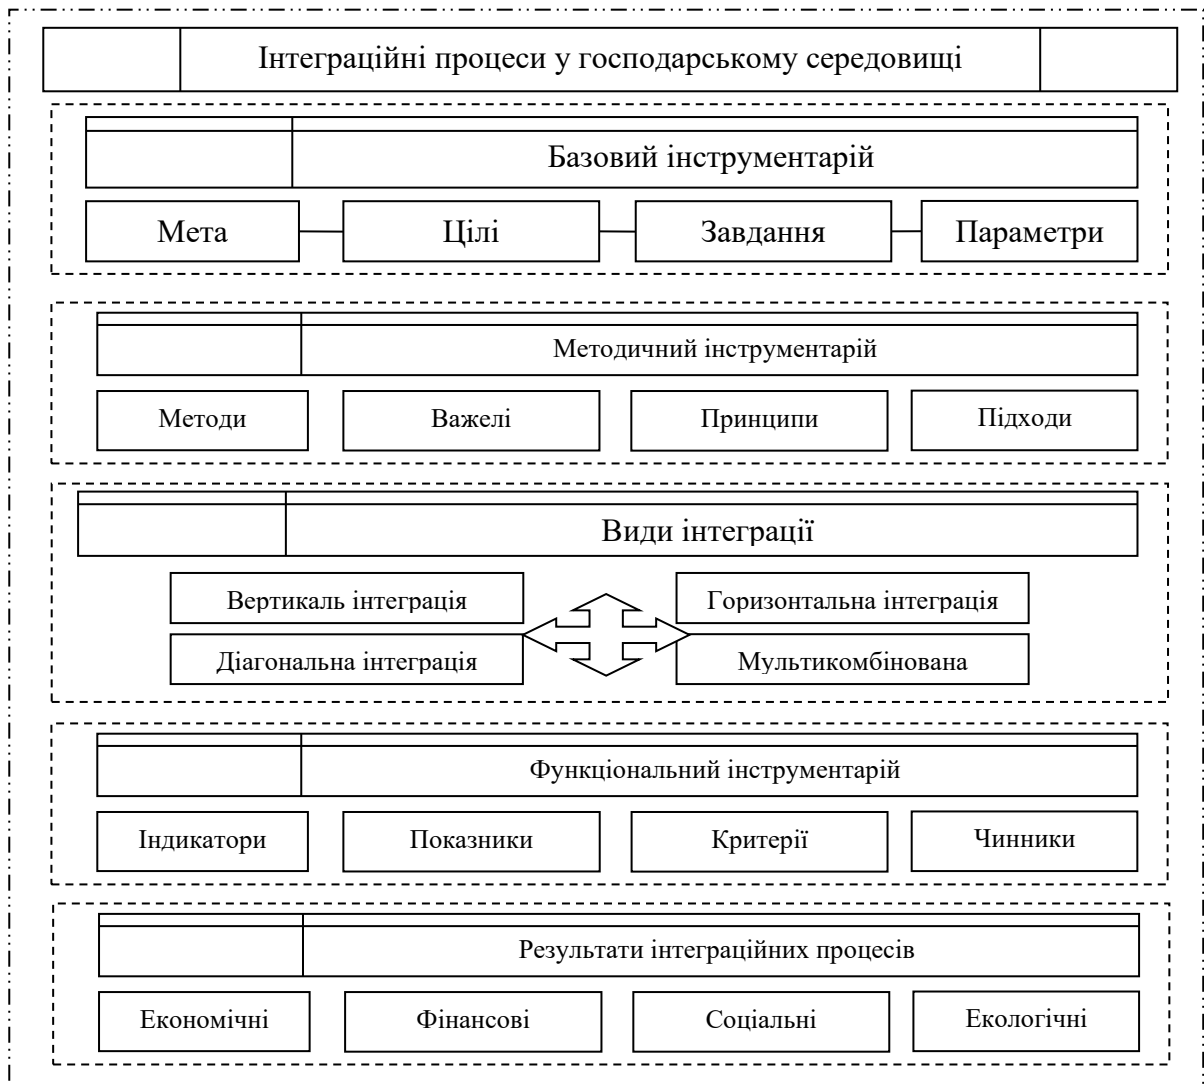 Інтеграційні процеси у господарському середовищі
Базовий інструментарій
Мета
Цілі
Завдання
Параметри
Методичний інструментарій
Методи
Важелі
Принципи
Підходи
Види інтеграції
Вертикаль інтеграція
Горизонтальна інтеграція
Діагональна інтеграція
Мультикомбінована
Функціональний інструментарій
Індикатори
Показники
Критерії
Чинники
Результати інтеграційних процесів
Економічні
Фінансові
Соціальні
Екологічні